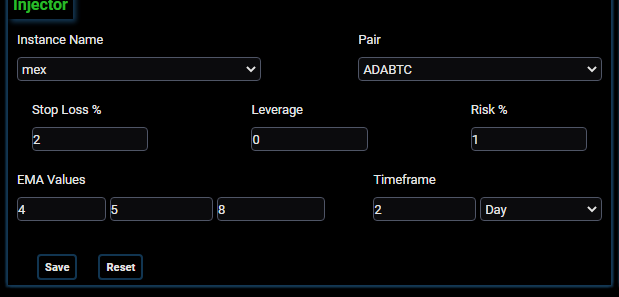 Injector
Instance Name Pair
mex ADABTC
Stop Loss % Leverage Risk %
2 0 1
EMA Values Timeframe
4 5 8 2 Day
Save Reset